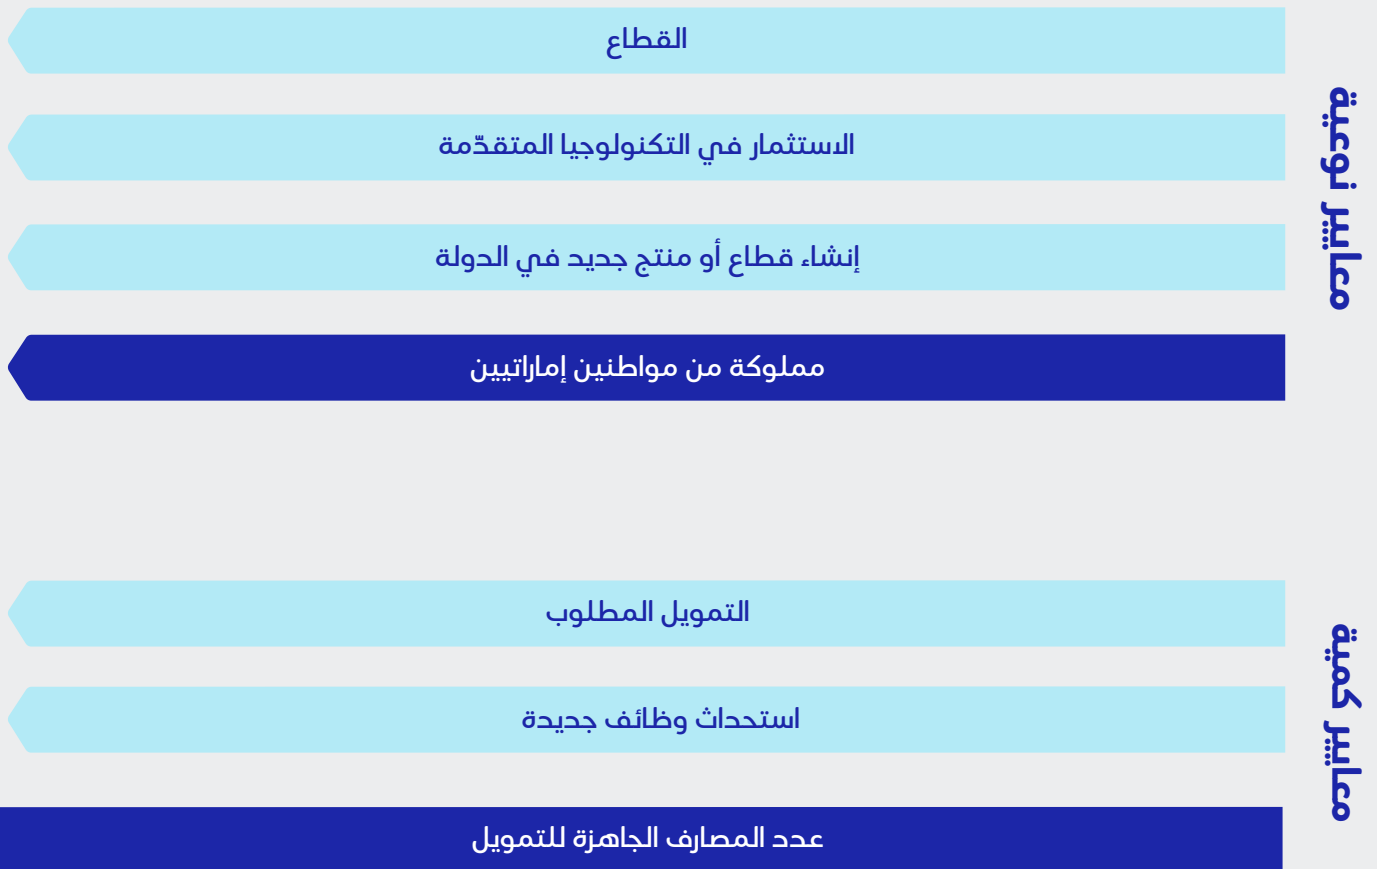 معايير نوعية
القطاع
الاستثمار في التكنولوجيا المتقدّمة
إنشاء قطاع أو منتج جديد في الدولة
مملوكة من مواطنين إماراتيين
معايير كمية
التمويل المطلوب
استحداث وظائف جديدة
عدد المصارف الجاهزة للتمويل